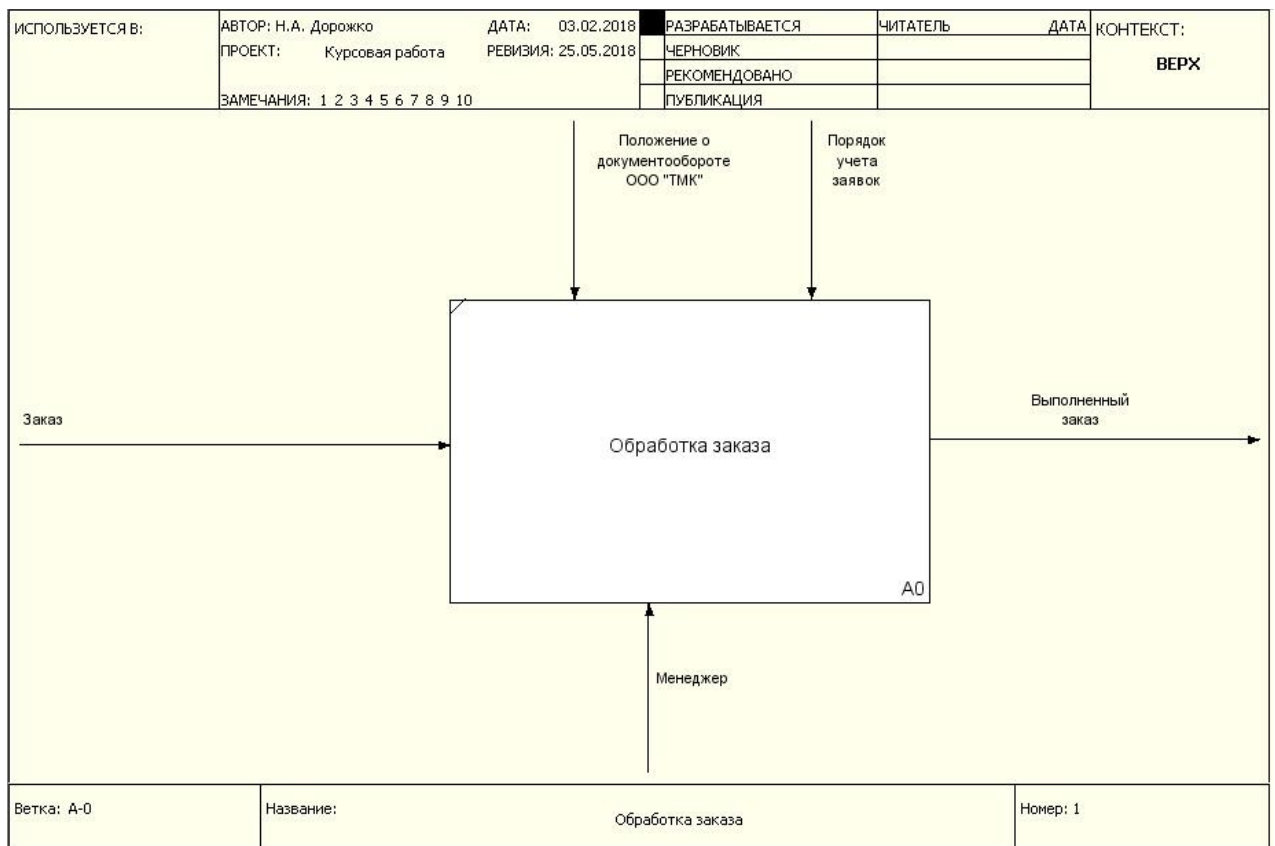 ИСПОЛЬЗУЕТСЯ В:
АВТОР: Н.А. Дорожко
ДАТА: 03.02.2018
РАЗРАБАТЫВАЕТСЯ
ЧИТАТЕЛЬ
ДАТА
КОНТЕКСТ:
ПРОЕКТ: Курсовая работа
РЕВИЗИЯ: 25.05.2018
ЧЕРНОВИК
ВЕРХ
РЕКОМЕНДОВАНО
ЗАМЕЧАНИЯ: 1 2 3 4 5 6 7 8 9 10
ПУБЛИКАЦИЯ
Положение о
документообороте
ООО "ТМК"
Порядок
учета
заявок
Заказ
Обработка заказа
Выполненный
заказ
A0
Менеджер
Ветка: А-0
Название:
Обработка заказа
Номер: 1